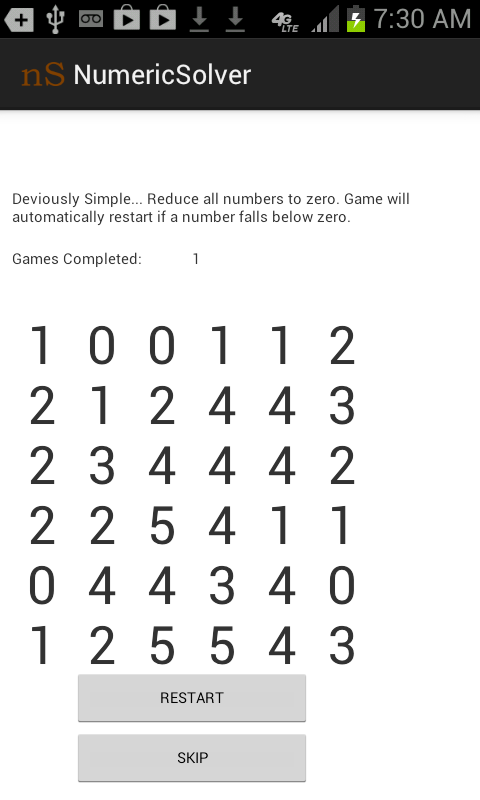 4G LTE 7:30 AM
nS NumericSolver
Deviously Simple... Reduce all numbers to zero. Game will
automatically restart if a number falls below zero.
Games Completed: 1
1 0 0 1 1 2
2 1 2 4 4 3
2 3 4 4 4 2
2 2 5 4 1 1
0 4 4 3 4 0
1 2 5 5 4 3
RESTART
SKIP